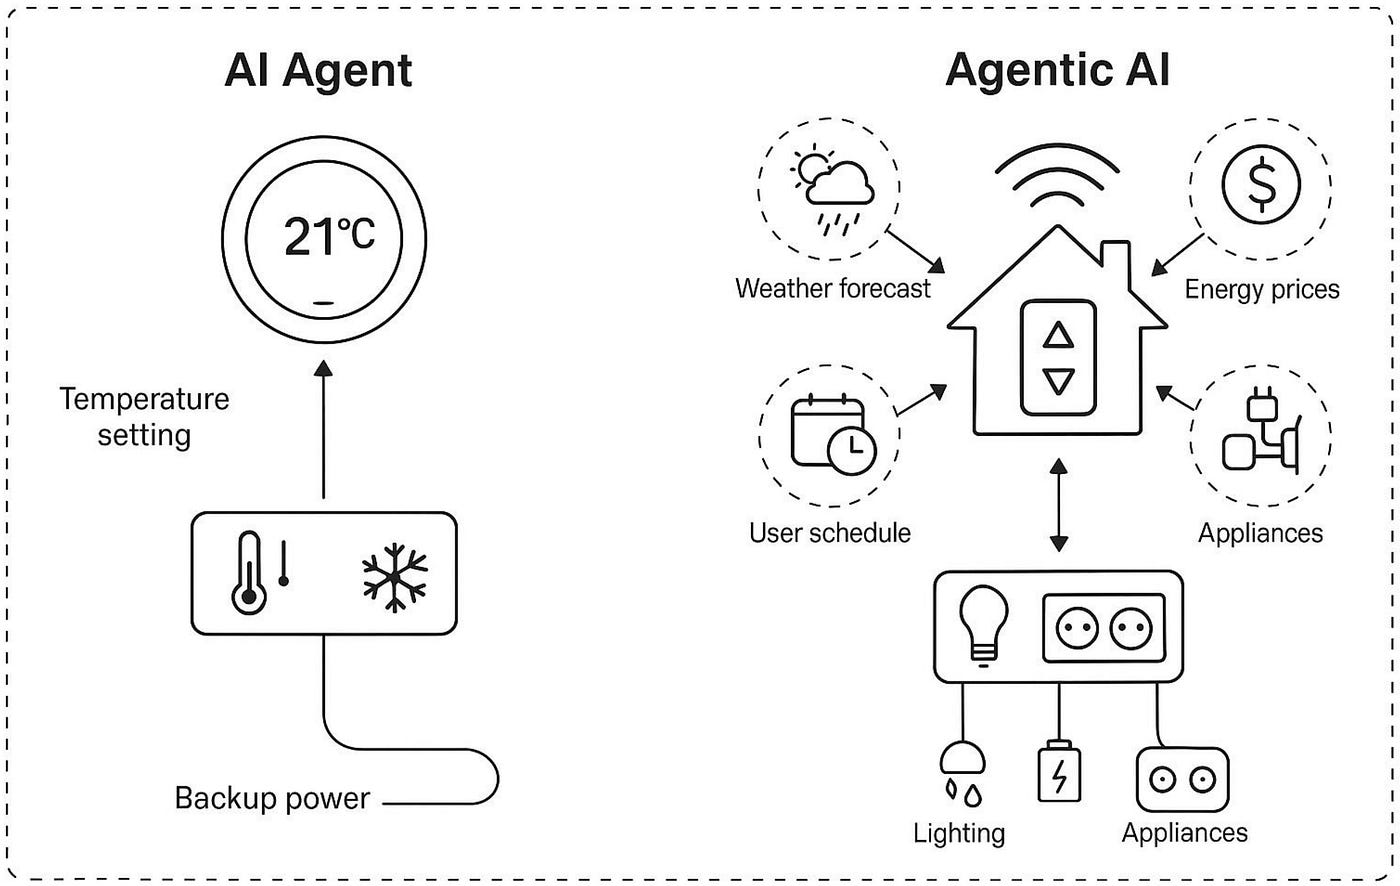 AI Agent
21°C
Temperature
setting
Backup power
Agentic AI
Weather forecast
$
Energy prices
User schedule
Appliances
Lighting
Appliances